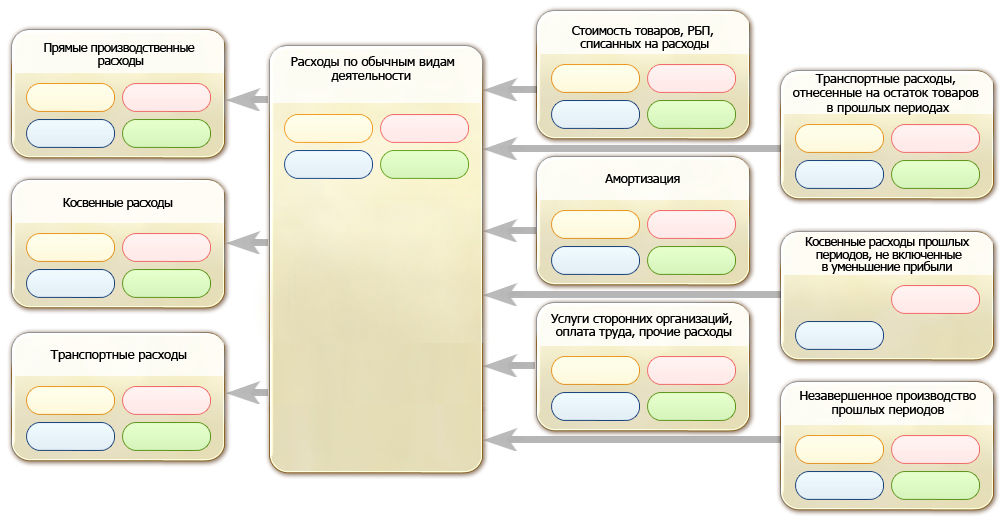 Прямые производственные
расходы
Косвенные расходы
Транспортные расходы
Расходы по обычным видам
деятельности
Стоимость товаров, РБП,
списанных на расходы
Амортизация
Услуги сторонних организаций,
оплата труда, прочие расходы
Транспортные расходы,
отнесенные на остаток товаров
в прошлых периодах
Косвенные расходы прошлых
периодов, не включенные
в уменьшение прибыли
Незавершенное производство
прошлых периодов